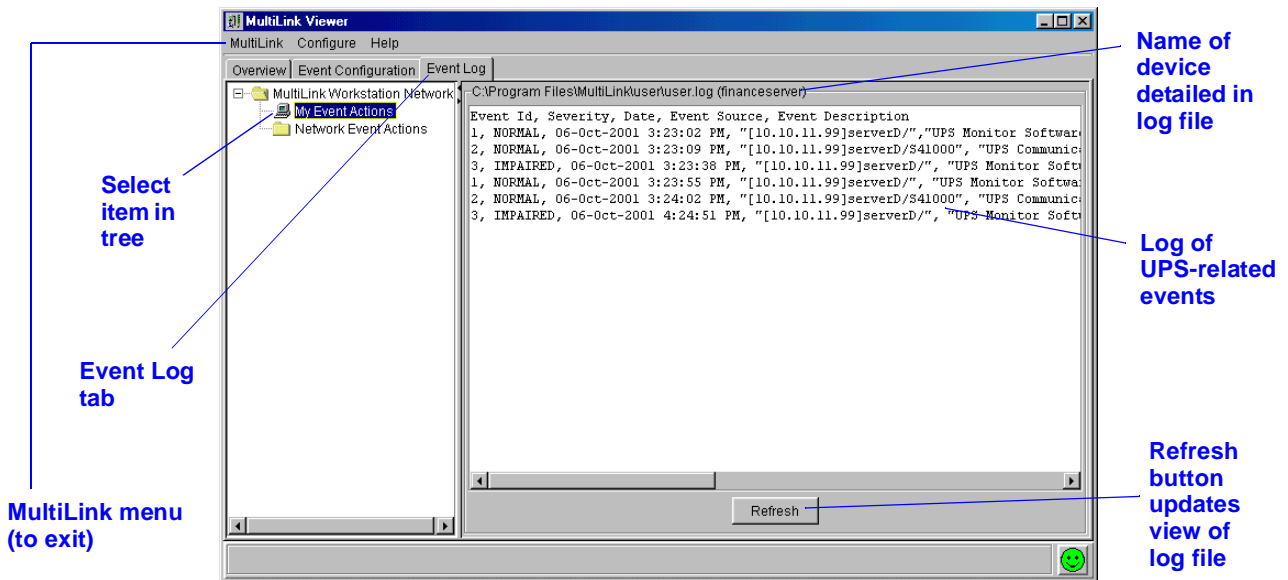 MultiLink Viewer
MultiLink Configure Help
Overview Event Configuration Event Log
MultiLink Workstation Network
My Event Actions
Network Event Actions
C:\Program Files\MultiLink\user\user.log (financeserver)
Event Id, Severity, Date, Event Source, Event Description
1, NORMAL, 06-Oct-2001 3:23:02 PM, "[10.10.11.99]serverD/","UPS Monitor Software
2, NORMAL, 06-Oct-2001 3:23:09 PM, "[10.10.11.99]serverD/S41000", "UPS Communic
3, IMPAIRED, 06-Oct-2001 3:23:38 PM, "[10.10.11.99]serverD/", "UPS Monitor Soft
1, NORMAL, 06-Oct-2001 3:23:55 PM, "[10.10.11.99]serverD/", "UPS Monitor Softwa
2, NORMAL, 06-Oct-2001 3:24:02 PM, "[10.10.11.99]serverD/S41000", "UPS Communic
3, IMPAIRED, 06-Oct-2001 4:24:51 PM, "[10.10.11.99]serverD/", "UPS Monitor Soft
Refresh
Name of
device
detailed in
log file
Select
item in
tree
Log of
UPS-related
events
Event Log
tab
Refresh
button
updates
view of
log file
MultiLink menu
(to exit)